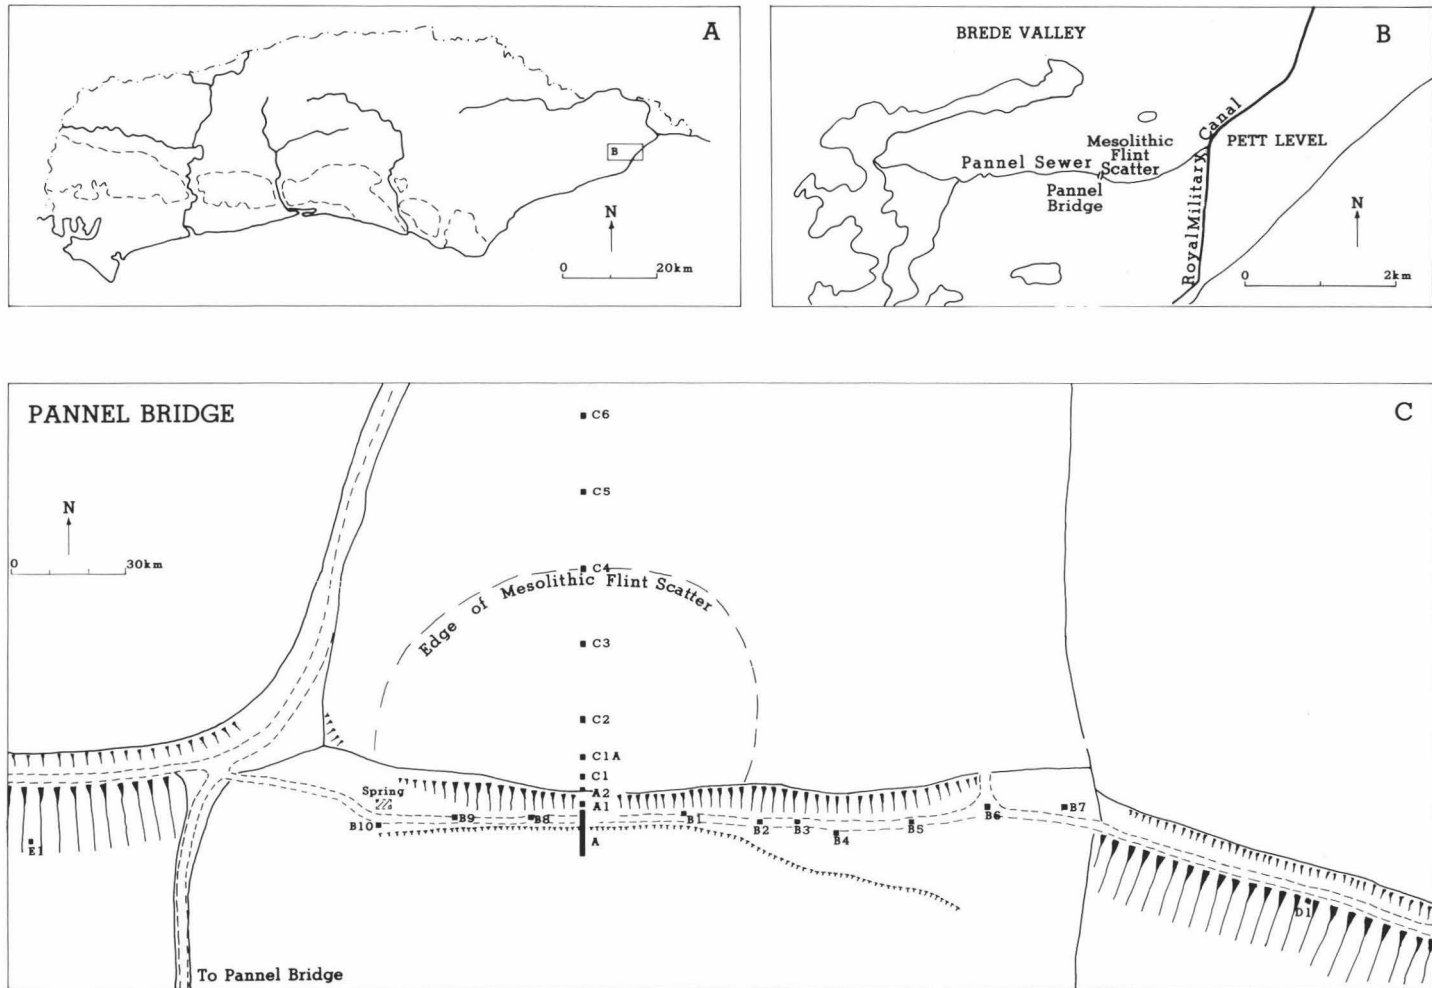 A
B
N
0 20km
BREDE VALLEY
B
Mesolithic
Flint
Scatter
Canal
PETT LEVEL
Pannel Sewer
Pannel
Bridge
Royal Military
N
0 2km
PANNEL BRIDGE
C
N
0 30km
C6
C5
C4
Edge of Mesolithic Flint Scatter
C3
C2
C1A
C1
A2
A1
A
Spring
B10
B9
B8
B1
B2
B3
B4
B5
B6
B7
E1
D1
To Pannel Bridge